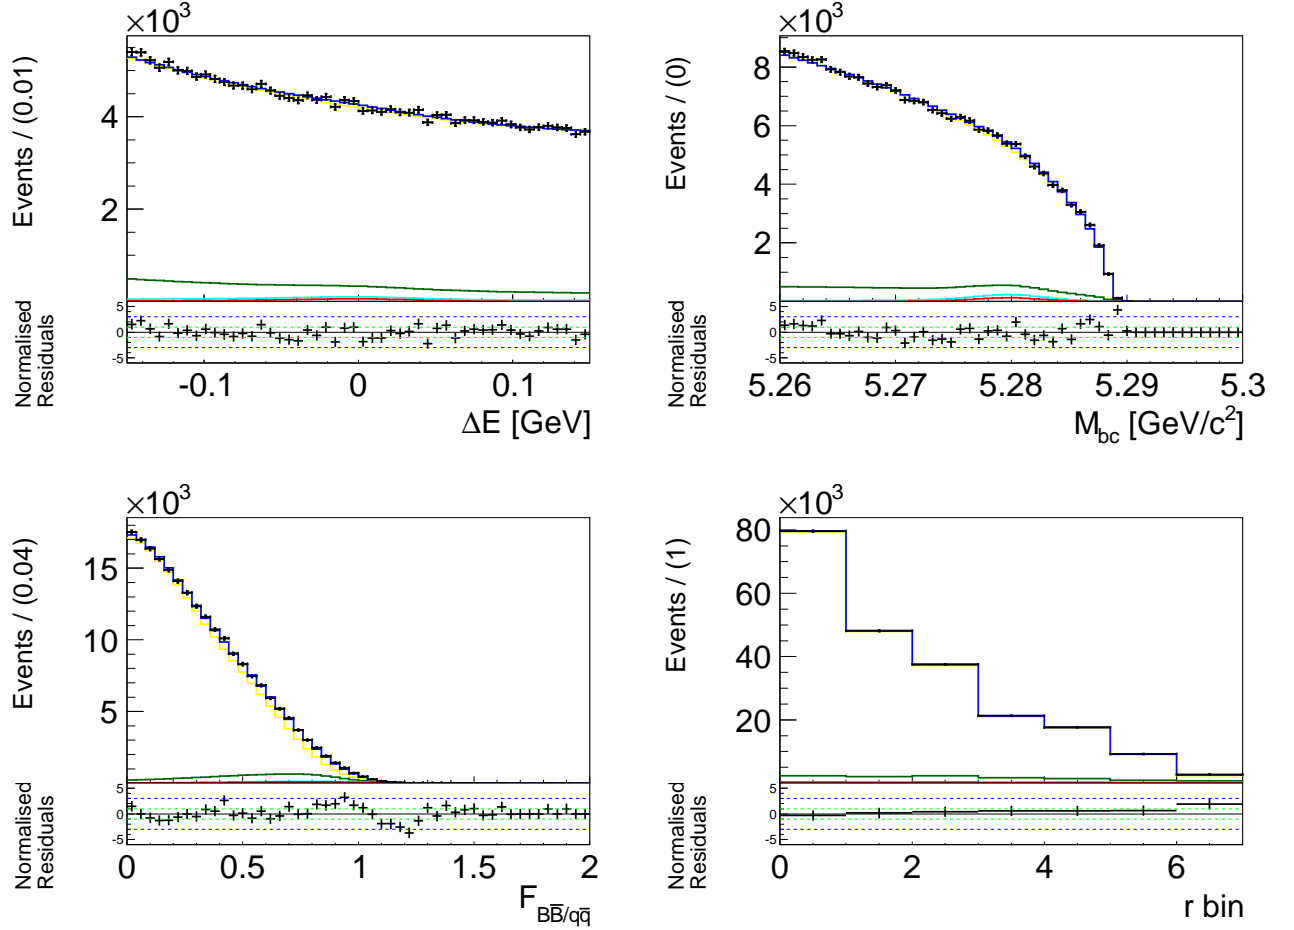 ×10³
Events / (0.01)
4
2
Normalised
Residuals
5
0
-5
-0.1 0 0.1
ΔE [GeV]
×10³
Events / (0)
8
6
4
2
Normalised
Residuals
5
0
-5
5.26 5.27 5.28 5.29 5.3
M_bc [GeV/c²]
×10³
Events / (0.04)
15
10
5
Normalised
Residuals
5
0
-5
0 0.5 1 1.5 2
F_BB̅/qq̅
×10³
Events / (1)
80
60
40
20
Normalised
Residuals
5
0
-5
0 2 4 6
r bin